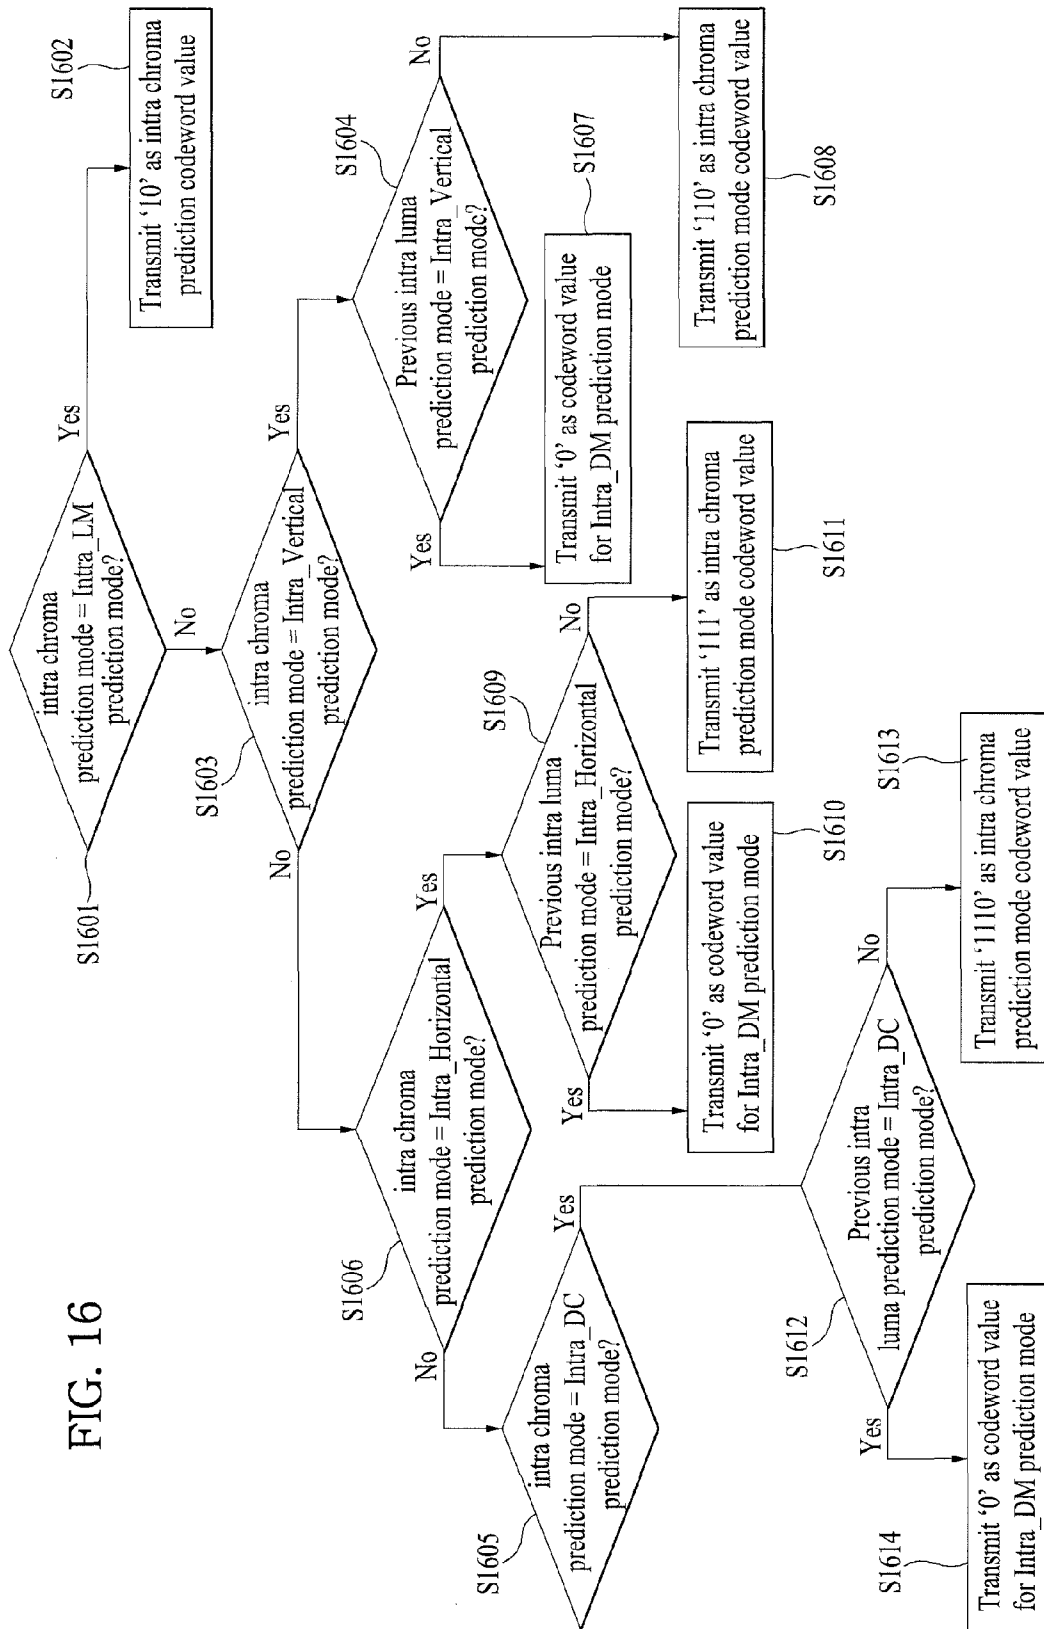 FIG. 16
intra chroma
prediction mode = Intra_LM
prediction mode?
S1601
Yes
No
Transmit ‘10’ as intra chroma
prediction codeword value
S1602
intra chroma
prediction mode = Intra_Vertical
prediction mode?
S1603
Yes
No
Previous intra luma
prediction mode = Intra_Vertical
prediction mode?
S1604
Yes
No
Transmit ‘0’ as codeword value
for Intra_DM prediction mode
S1607
Transmit ‘110’ as intra chroma
prediction mode codeword value
S1608
intra chroma
prediction mode = Intra_Horizontal
prediction mode?
S1606
Yes
No
Previous intra luma
prediction mode = Intra_Horizontal
prediction mode?
S1609
Yes
No
Transmit ‘0’ as codeword value
for Intra_DM prediction mode
S1610
Transmit ‘111’ as intra chroma
prediction mode codeword value
S1611
intra chroma
prediction mode = Intra_DC
prediction mode?
S1605
Yes
Previous intra
luma prediction mode = Intra_DC
prediction mode?
S1612
Yes
No
Transmit ‘0’ as codeword value
for Intra_DM prediction mode
S1614
Transmit ‘1110’ as intra chroma
prediction mode codeword value
S1613